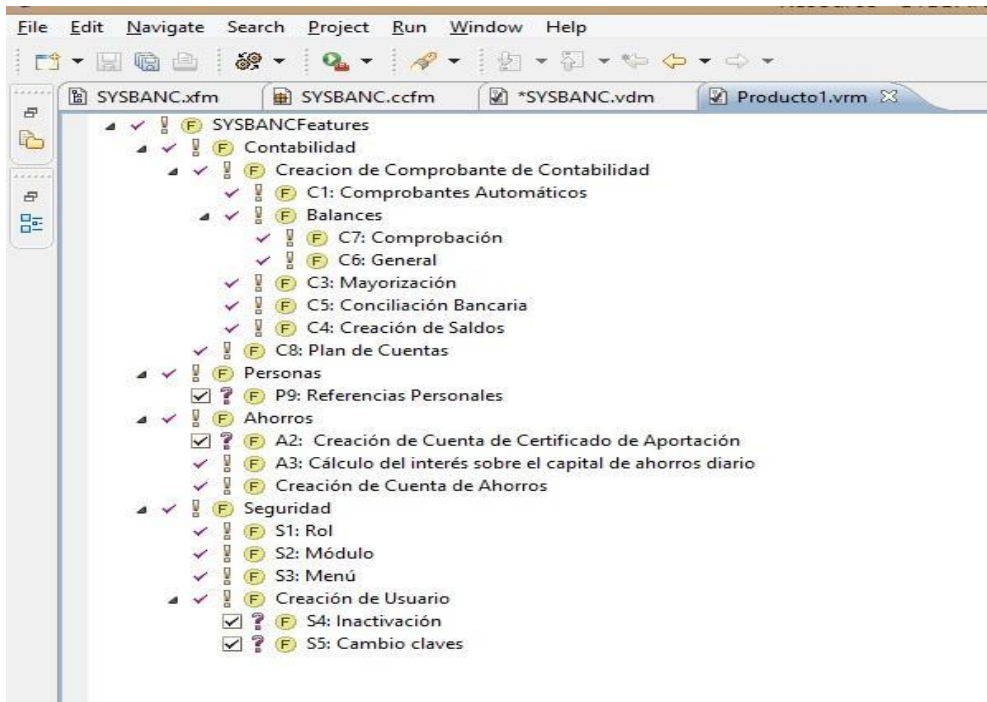 File Edit Navigate Search Project Run Window Help
SYSBANC.xfm SYSBANC.ccfm *SYSBANC.vdm Producto1.vrm
F SYSBANCFeatures
F Contabilidad
F Creacion de Comprobante de Contabilidad
F C1: Comprobantes Automáticos
F Balances
F C7: Comprobación
F C6: General
F C3: Mayorización
F C5: Conciliación Bancaria
F C4: Creación de Saldos
F C8: Plan de Cuentas
F Personas
? F P9: Referencias Personales
F Ahorros
? F A2: Creación de Cuenta de Certificado de Aportación
F A3: Cálculo del interés sobre el capital de ahorros diario
F Creación de Cuenta de Ahorros
F Seguridad
F S1: Rol
F S2: Módulo
F S3: Menú
F Creación de Usuario
? F S4: Inactivación
? F S5: Cambio claves